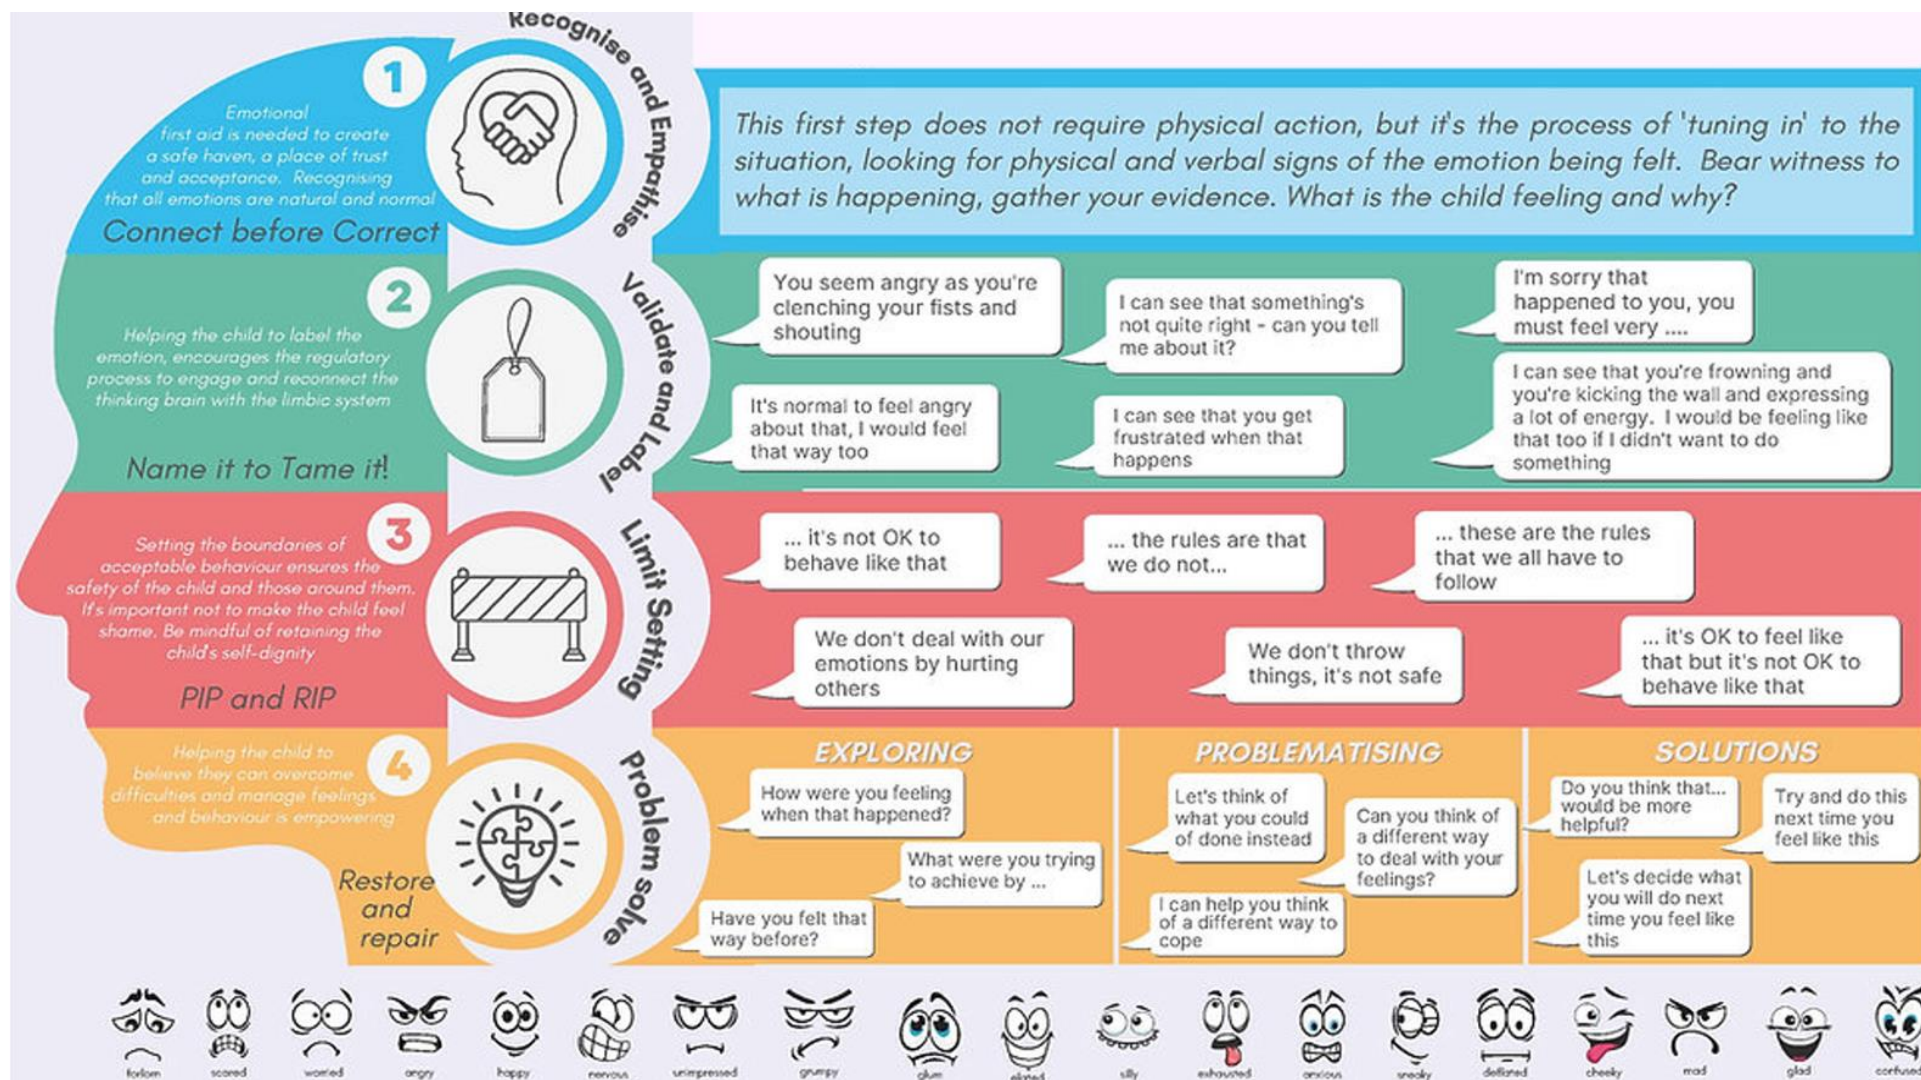 Recognise and Empathise
1
Emotional
first aid is needed to create
a safe haven, a place of trust
and acceptance. Recognising
that all emotions are natural and normal
Connect before Correct
This first step does not require physical action, but it's the process of 'tuning in' to the
situation, looking for physical and verbal signs of the emotion being felt. Bear witness to
what is happening, gather your evidence. What is the child feeling and why?
2
Helping the child to label the
emotion, encourages the regulatory
process to engage and reconnect the
thinking brain with the limbic system
Name it to Tame it!
Validate and Label
You seem angry as you're
clenching your fists and
shouting
I can see that something's
not quite right - can you tell
me about it?
I'm sorry that
happened to you, you
must feel very ....
It's normal to feel angry
about that, I would feel
that way too
I can see that you get
frustrated when that
happens
I can see that you're frowning and
you're kicking the wall and expressing
a lot of energy. I would be feeling like
that too if I didn't want to do
something
3
Setting the boundaries of
acceptable behaviour ensures the
safety of the child and those around them.
It's important not to make the child feel
shame. Be mindful of retaining the
child's self-dignity
PIP and RIP
Limit Setting
... it's not OK to
behave like that
... the rules are that
we do not...
... these are the rules
that we all have to
follow
We don't deal with our
emotions by hurting
others
We don't throw
things, it's not safe
... it's OK to feel like
that but it's not OK to
behave like that
4
Helping the child to
believe they can overcome
difficulties and manage feelings
and behaviour is empowering
Restore
and
repair
Problem solve
EXPLORING
How were you feeling
when that happened?
What were you trying
to achieve by ...
Have you felt that
way before?
PROBLEMATISING
Let's think of
what you could
of done instead
Can you think of
a different way
to deal with your
feelings?
I can help you think
of a different way to
cope
SOLUTIONS
Do you think that...
would be more
helpful?
Try and do this
next time you
feel like this
Let's decide what
you will do next
time you feel like
this
forlorn scared worried angry happy nervous unimpressed grumpy glum elated silly exhausted anxious sneaky deflated cheeky mad glad confused